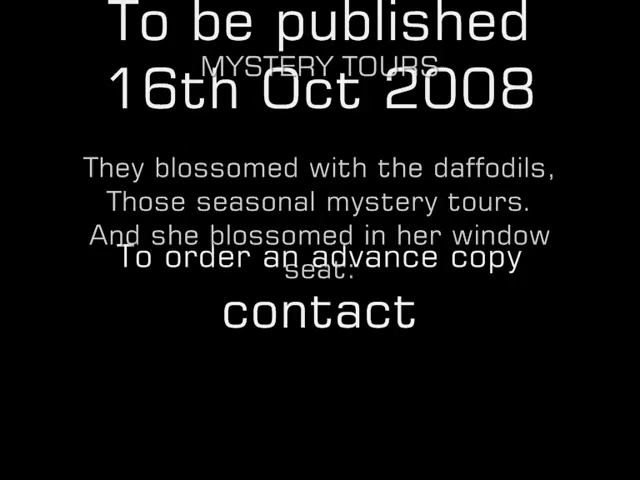 To be published
MYSTERY TOURS
16th Oct 2008
They blossomed with the daffodils,
Those seasonal mystery tours.
And she blossomed in her window
To order an advance copy
seat.
contact